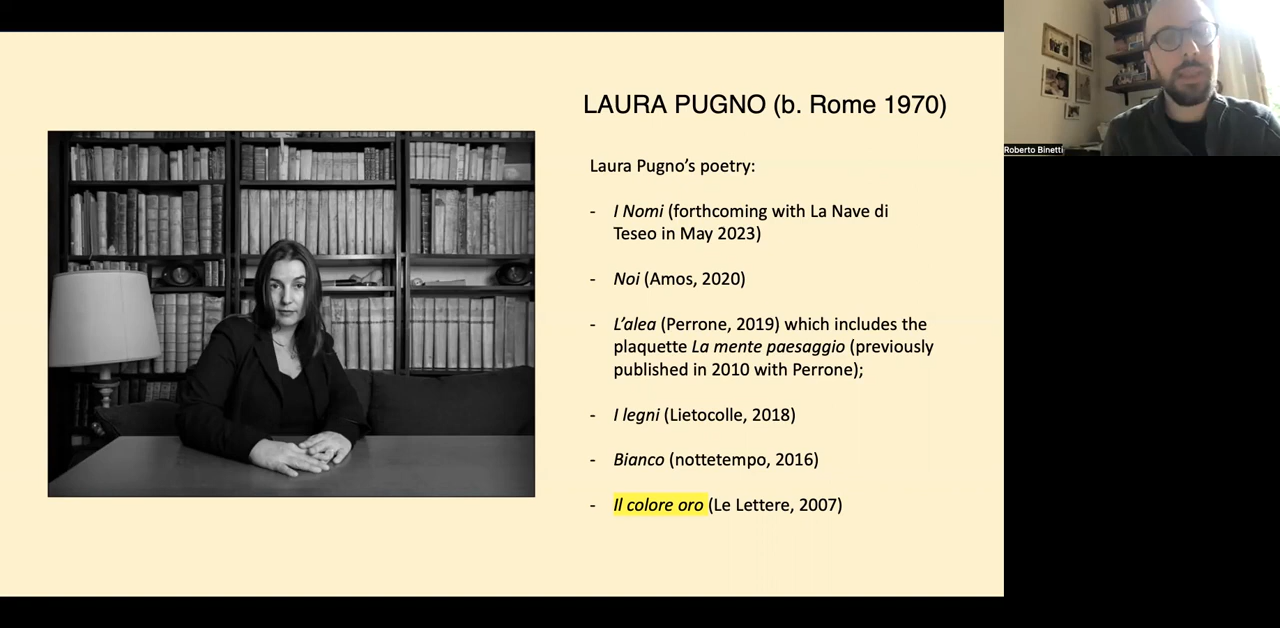 LAURA PUGNO (b. Rome 1970)
Laura Pugno’s poetry:
- I Nomi (forthcoming with La Nave di
Teseo in May 2023)
- Noi (Amos, 2020)
- L’alea (Perrone, 2019) which includes the
plaquette La mente paesaggio (previously
published in 2010 with Perrone);
- I legni (Lietocolle, 2018)
- Bianco (nottetempo, 2016)
- Il colore oro (Le Lettere, 2007)
Roberto Binetti